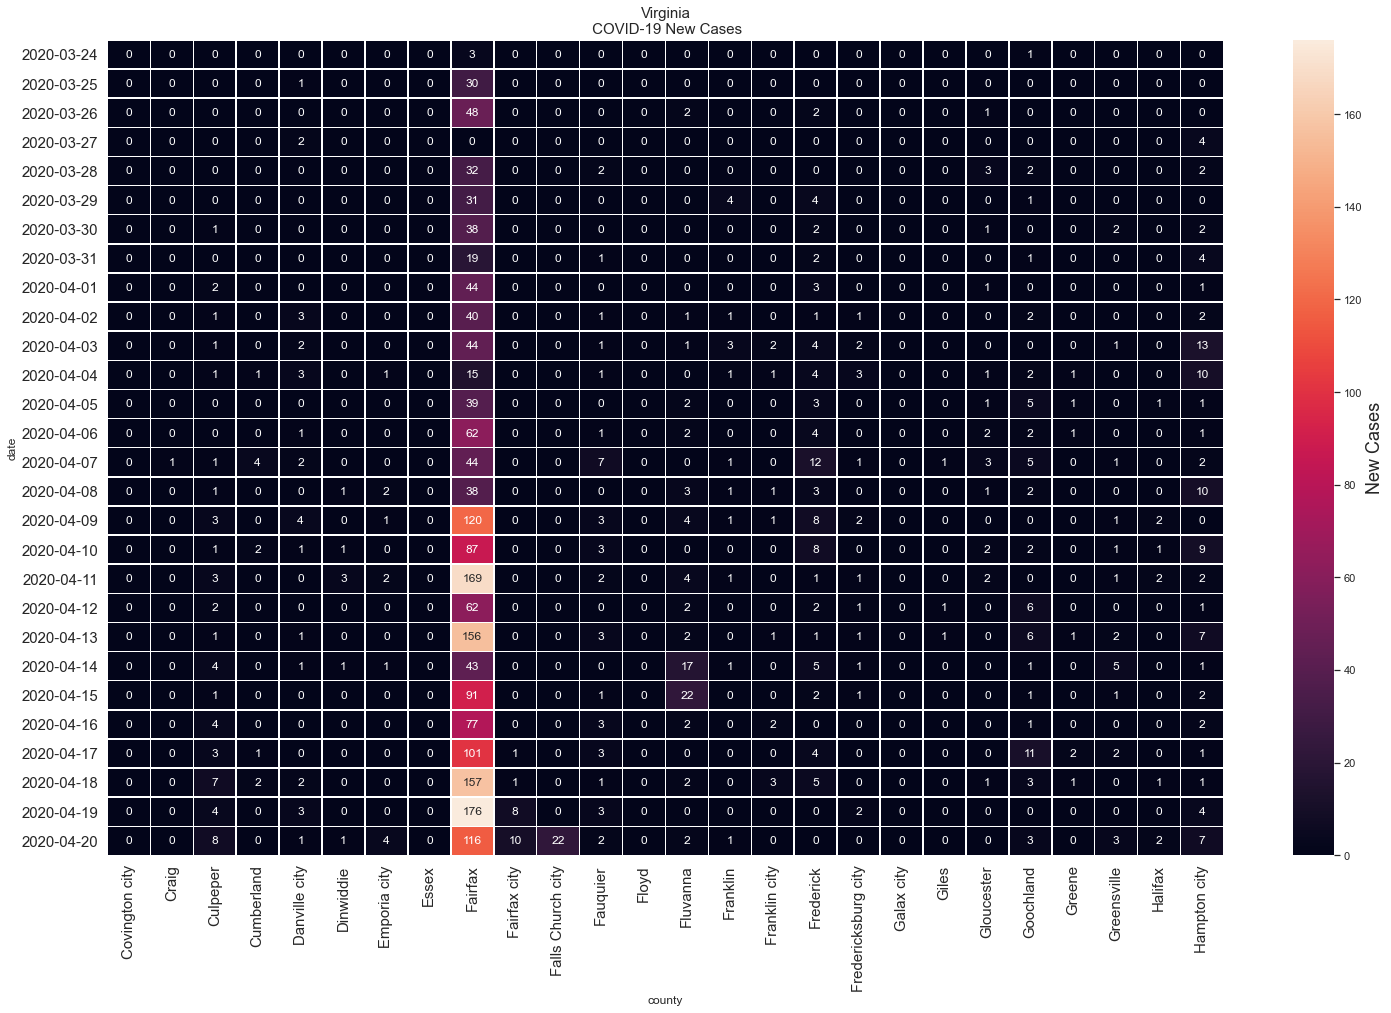 Virginia
COVID-19 New Cases
2020-03-24 0 0 0 0 0 0 0 0 3 0 0 0 0 0 0 0 0 0 0 0 0 1 0 0 0 0
2020-03-25 0 0 0 0 1 0 0 0 30 0 0 0 0 0 0 0 0 0 0 0 0 0 0 0 0 0
2020-03-26 0 0 0 0 0 0 0 0 48 0 0 0 0 2 0 0 2 0 0 0 1 0 0 0 0 0
2020-03-27 0 0 0 0 2 0 0 0 0 0 0 0 0 0 0 0 0 0 0 0 0 0 0 0 0 4
2020-03-28 0 0 0 0 0 0 0 0 32 0 0 2 0 0 0 0 0 0 0 0 3 2 0 0 0 2
2020-03-29 0 0 0 0 0 0 0 0 31 0 0 0 0 0 4 0 4 0 0 0 0 1 0 0 0 0
2020-03-30 0 0 1 0 0 0 0 0 38 0 0 0 0 0 0 0 2 0 0 0 1 0 0 2 0 2
2020-03-31 0 0 0 0 0 0 0 0 19 0 0 1 0 0 0 0 2 0 0 0 0 1 0 0 0 4
2020-04-01 0 0 2 0 0 0 0 0 44 0 0 0 0 0 0 0 3 0 0 0 1 0 0 0 0 1
2020-04-02 0 0 1 0 3 0 0 0 40 0 0 1 0 1 1 0 1 1 0 0 0 2 0 0 0 2
2020-04-03 0 0 1 0 2 0 0 0 44 0 0 1 0 1 3 2 4 2 0 0 0 0 0 1 0 13
2020-04-04 0 0 1 1 3 0 1 0 15 0 0 1 0 0 1 1 4 3 0 0 1 2 1 0 0 10
2020-04-05 0 0 0 0 0 0 0 0 39 0 0 0 0 2 0 0 3 0 0 0 1 5 1 0 1 1
2020-04-06 0 0 0 0 1 0 0 0 62 0 0 1 0 2 0 0 4 0 0 0 2 2 1 0 0 1
2020-04-07 0 1 1 4 2 0 0 0 44 0 0 7 0 0 1 0 12 1 0 1 3 5 0 1 0 2
2020-04-08 0 0 1 0 0 1 2 0 38 0 0 0 0 3 1 1 3 0 0 0 1 2 0 0 0 10
2020-04-09 0 0 3 0 4 0 1 0 120 0 0 3 0 4 1 1 8 2 0 0 0 0 0 1 2 0
2020-04-10 0 0 1 2 1 1 0 0 87 0 0 3 0 0 0 0 8 0 0 0 2 2 0 1 1 9
2020-04-11 0 0 3 0 0 3 2 0 169 0 0 2 0 4 1 0 1 1 0 0 2 0 0 1 2 2
2020-04-12 0 0 2 0 0 0 0 0 62 0 0 0 0 2 0 0 2 1 0 1 0 6 0 0 0 1
2020-04-13 0 0 1 0 1 0 0 0 156 0 0 3 0 2 0 1 1 1 0 1 0 6 1 2 0 7
2020-04-14 0 0 4 0 1 1 1 0 43 0 0 0 0 17 1 0 5 1 0 0 0 1 0 5 0 1
2020-04-15 0 0 1 0 0 0 0 0 91 0 0 1 0 22 0 0 2 1 0 0 0 1 0 1 0 2
2020-04-16 0 0 4 0 0 0 0 0 77 0 0 3 0 2 0 2 0 0 0 0 0 1 0 0 0 2
2020-04-17 0 0 3 1 0 0 0 0 101 1 0 3 0 0 0 0 4 0 0 0 0 11 2 2 0 1
2020-04-18 0 0 7 2 2 0 0 0 157 1 0 1 0 2 0 3 5 0 0 0 1 3 1 0 1 1
2020-04-19 0 0 4 0 3 0 0 0 176 8 0 3 0 0 0 0 0 2 0 0 0 0 0 0 0 4
2020-04-20 0 0 8 0 1 1 4 0 116 10 22 2 0 2 1 0 0 0 0 0 0 3 0 3 2 7
date
Covington city
Craig
Culpeper
Cumberland
Danville city
Dinwiddie
Emporia city
Essex
Fairfax
Fairfax city
Falls Church city
Fauquier
Floyd
Fluvanna
Franklin
Franklin city
Frederick
Fredericksburg city
Galax city
Giles
Gloucester
Goochland
Greene
Greensville
Halifax
Hampton city
county
160
140
120
100
80
60
40
20
0
New Cases